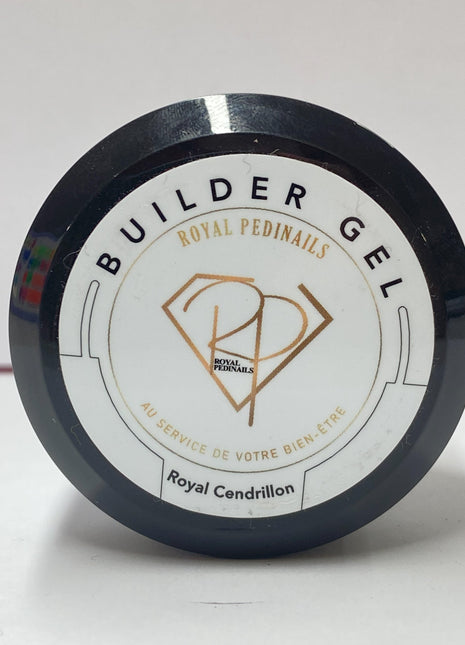 BUILDER GEL
ROYAL PEDINAILS
RP
ROYAL
PEDINAILS
AU SERVICE DE VOTRE BIEN-ÊTRE
Royal Cendrillon